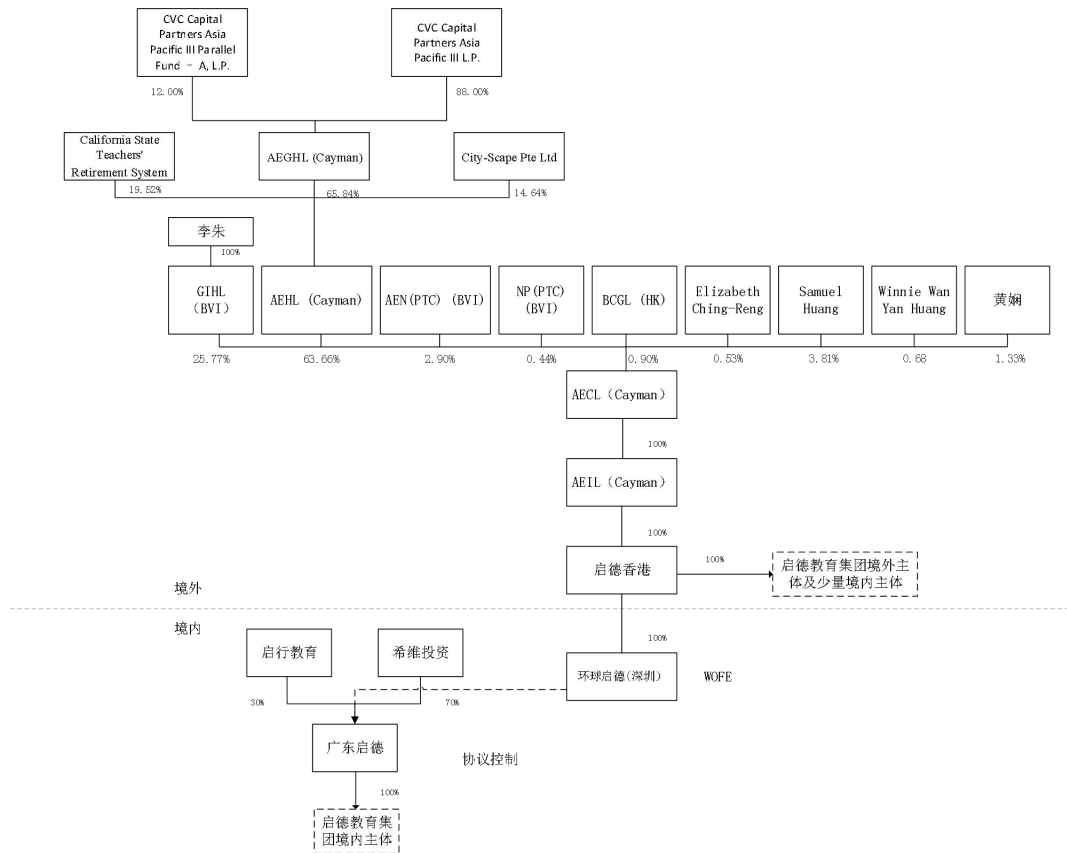 CVC Capital
Partners Asia
Pacific III Parallel
Fund – A, L.P.
CVC Capital
Partners Asia
Pacific III L.P.
12.00%
88.00%
California State
Teachers'
Retirement System
AEGHL (Cayman)
City-Scape Pte Ltd
19.52%
65.84%
14.64%
李朱
100%
GIHL
(BVI)
AEHL (Cayman)
AEN(PTC) (BVI)
NP(PTC)
(BVI)
BCGL (HK)
Elizabeth
Ching-Reng
Samuel
Huang
Winnie Wan
Yan Huang
黄娴
25.77%
63.66%
2.90%
0.44%
0.90%
0.53%
3.81%
0.68
1.33%
AECL（Cayman）
100%
AEIL（Cayman）
100%
启德香港
100%
启德教育集团境外主
体及少量境内主体
境外
境内
100%
启行教育
希维投资
环球启德(深圳)
WOFE
30%
70%
广东启德
协议控制
100%
启德教育集
团境内主体